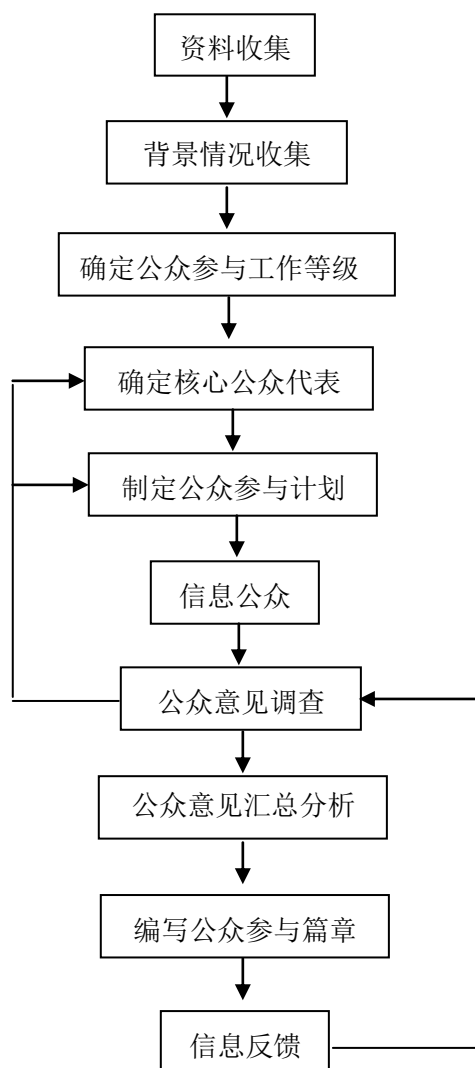 资料收集
背景情况收集
确定公众参与工作等级
确定核心公众代表
制定公众参与计划
信息公众
公众意见调查
公众意见汇总分析
编写公众参与篇章
信息反馈